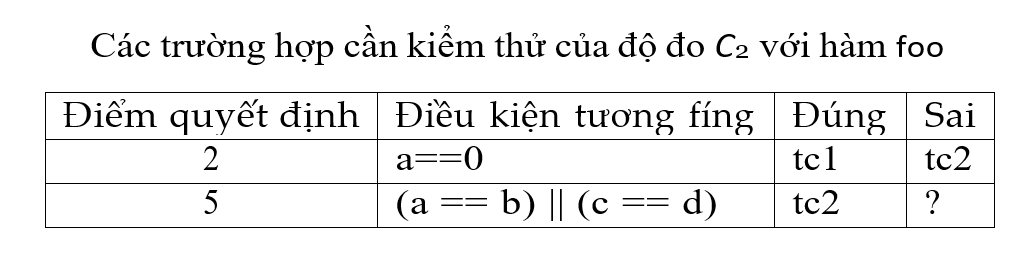 Các trường hợp cần kiểm thử của độ đo C₂ với hàm foo
Điểm quyết định Điều kiện tương fíng Đúng Sai
2 a==0 tc1 tc2
5 (a == b) || (c == d) tc2 ?